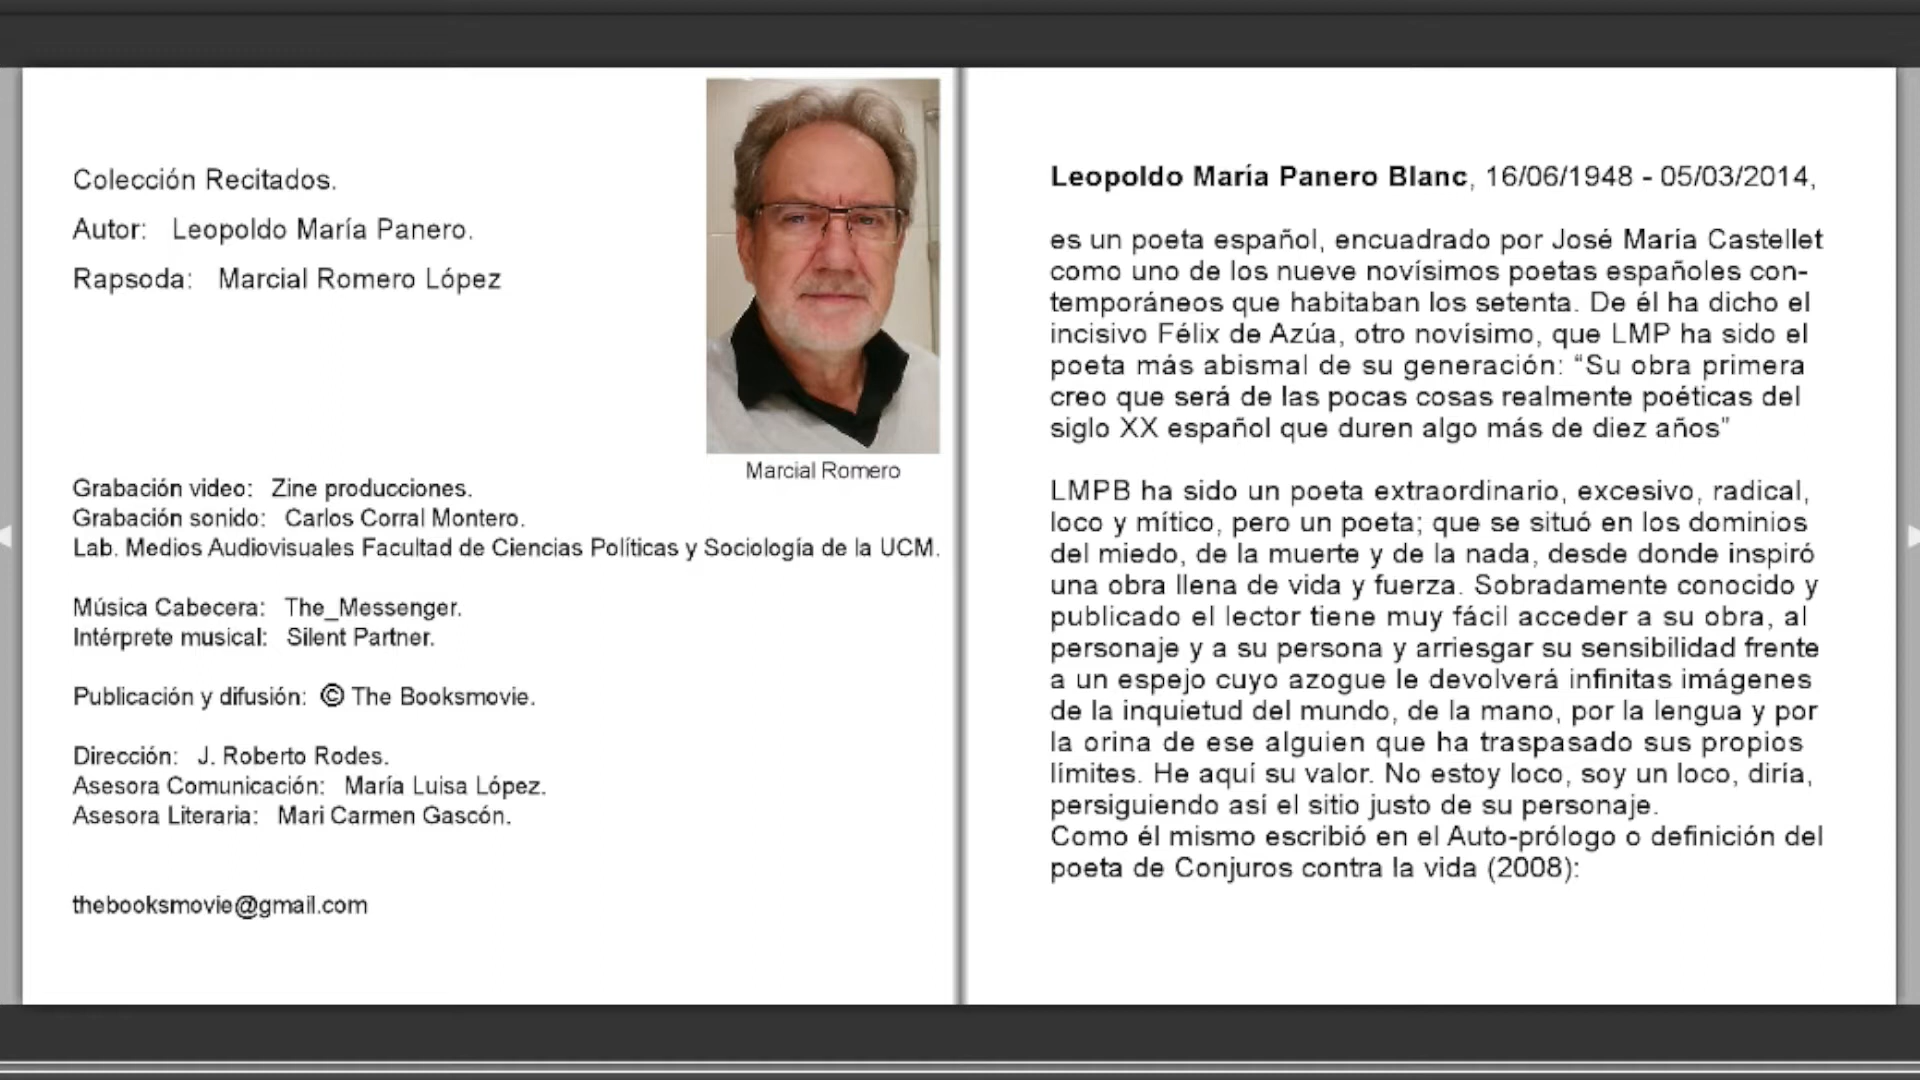 Colección Recitados.
Autor: Leopoldo María Panero.
Rapsoda: Marcial Romero López
Marcial Romero
Grabación video: Zine producciones.
Grabación sonido: Carlos Corral Montero.
Lab. Medios Audiovisuales Facultad de Ciencias Políticas y Sociología de la UCM.
Música Cabecera: The_Messenger.
Intérprete musical: Silent Partner.
Publicación y difusión: © The Booksmovie.
Dirección: J. Roberto Rodes.
Asesora Comunicación: María Luisa López.
Asesora Literaria: Mari Carmen Gascón.
thebooksmovie@gmail.com
Leopoldo María Panero Blanc, 16/06/1948 - 05/03/2014,
es un poeta español, encuadrado por José María Castellet
como uno de los nueve novísimos poetas españoles con-
temporáneos que habitaban los setenta. De él ha dicho el
incisivo Félix de Azúa, otro novísimo, que LMP ha sido el
poeta más abismal de su generación: “Su obra primera
creo que será de las pocas cosas realmente poéticas del
siglo XX español que duren algo más de diez años”
LMPB ha sido un poeta extraordinario, excesivo, radical,
loco y mítico, pero un poeta; que se situó en los dominios
del miedo, de la muerte y de la nada, desde donde inspiró
una obra llena de vida y fuerza. Sobradamente conocido y
publicado el lector tiene muy fácil acceder a su obra, al
personaje y a su persona y arriesgar su sensibilidad frente
a un espejo cuyo azogue le devolverá infinitas imágenes
de la inquietud del mundo, de la mano, por la lengua y por
la orina de ese alguien que ha traspasado sus propios
límites. He aquí su valor. No estoy loco, soy un loco, diría,
persiguiendo así el sitio justo de su personaje.
Como él mismo escribió en el Auto-prólogo o definición del
poeta de Conjuros contra la vida (2008):